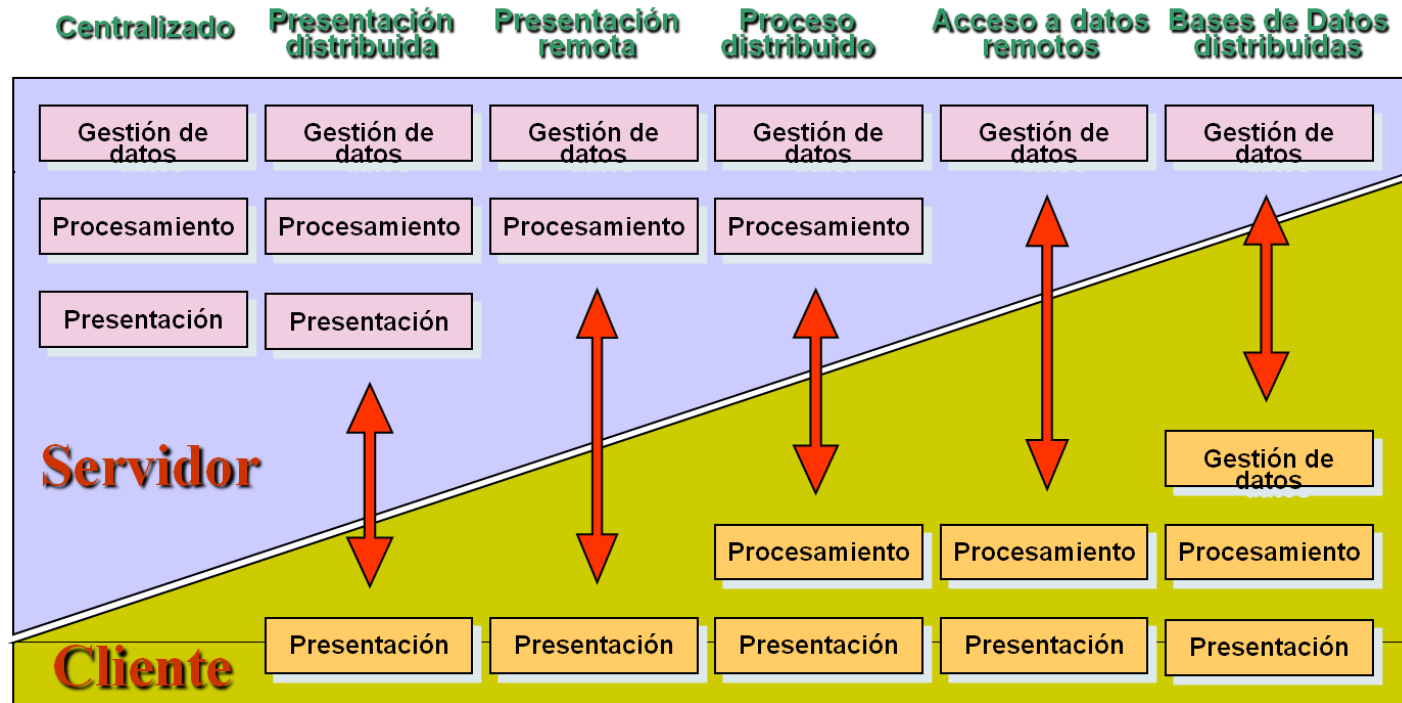 Centralizado
Presentación
distribuida
Presentación
remota
Proceso
distribuido
Acceso a datos
remotos
Bases de Datos
distribuidas
Gestión de
datos
Gestión de
datos
Gestión de
datos
Gestión de
datos
Gestión de
datos
Gestión de
datos
Procesamiento
Procesamiento
Procesamiento
Procesamiento
Presentación
Presentación
Servidor
Gestión de
datos
Procesamiento
Procesamiento
Procesamiento
Cliente
Presentación
Presentación
Presentación
Presentación
Presentación